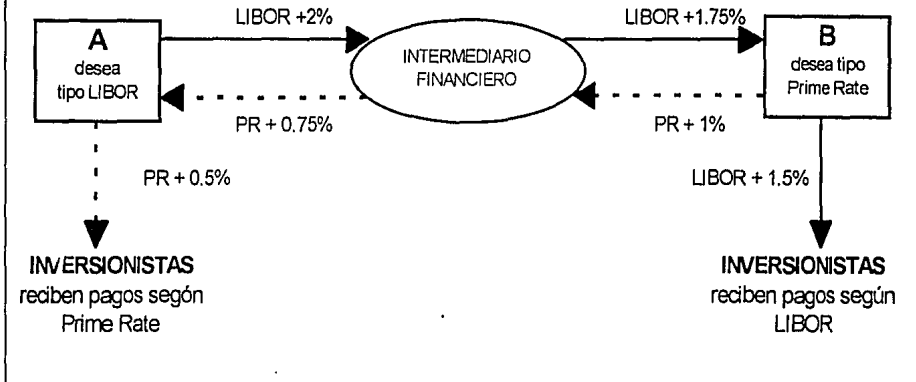 LIBOR +2%
LIBOR +1.75%
A
desea
tipo LIBOR
INTERMEDIARIO
FINANCIERO
B
desea tipo
Prime Rate
PR + 0.75%
PR + 1%
PR + 0.5%
LIBOR + 1.5%
INVERSIONISTAS
reciben pagos segón
Prime Rate
INVERSIONISTAS
reciben pagos según
LIBOR